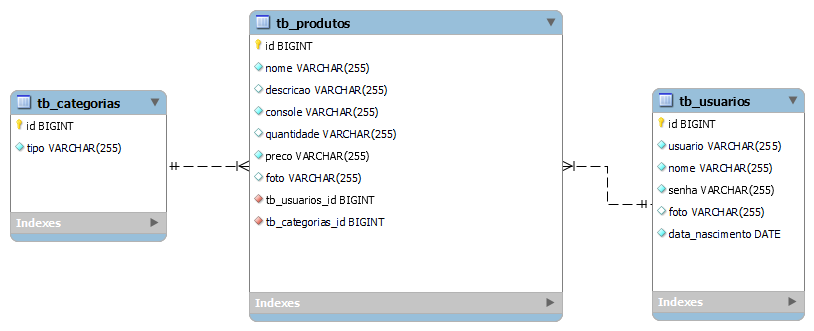 tb_categorias
id BIGINT
tipo VARCHAR(255)
Indexes
tb_produtos
id BIGINT
nome VARCHAR(255)
descricao VARCHAR(255)
console VARCHAR(255)
quantidade VARCHAR(255)
preco VARCHAR(255)
foto VARCHAR(255)
tb_usuarios_id BIGINT
tb_categorias_id BIGINT
Indexes
tb_usuarios
id BIGINT
usuario VARCHAR(255)
nome VARCHAR(255)
senha VARCHAR(255)
foto VARCHAR(255)
data_nascimento DATE
Indexes